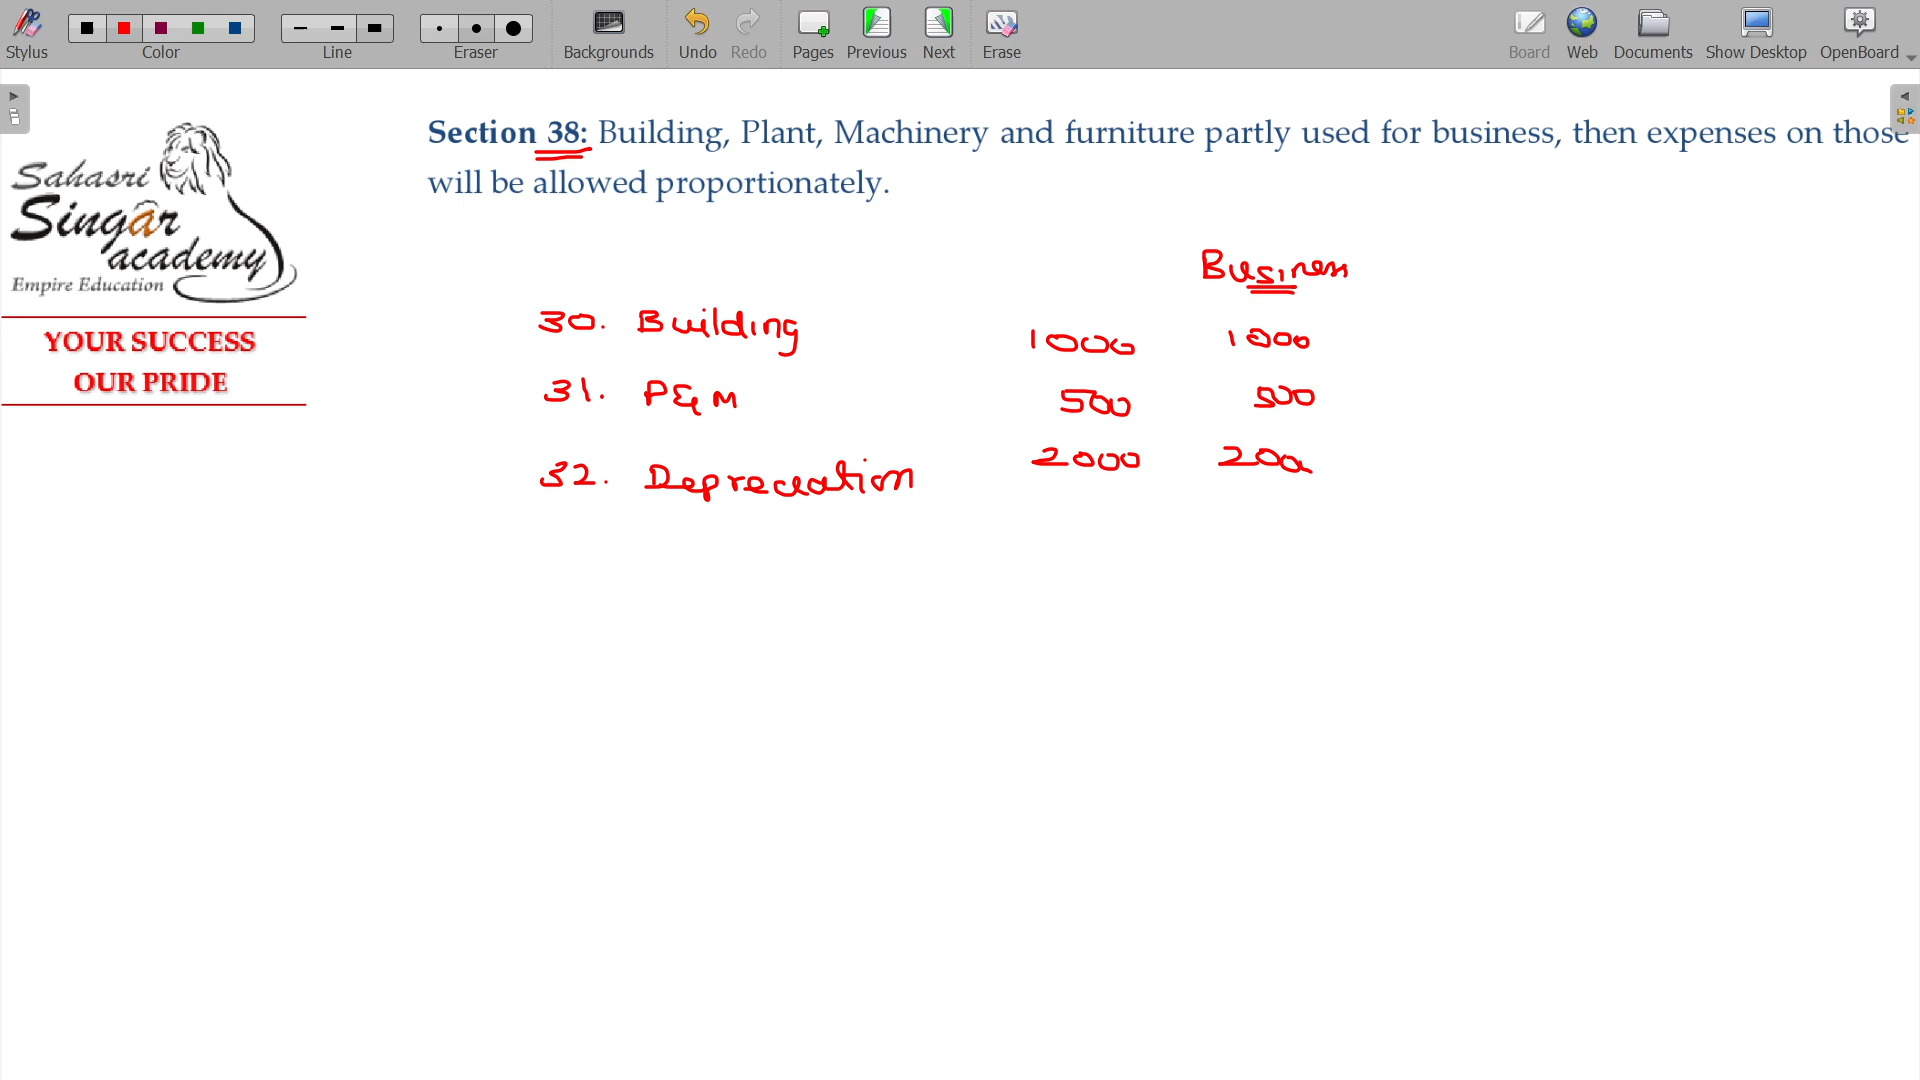 Stylus Color Line Eraser Backgrounds Undo Redo Pages Previous Next Erase Board Web Documents Show Desktop OpenBoard
Sahasri
Singar
academy
Empire Education
YOUR SUCCESS
OUR PRIDE
Section 38: Building, Plant, Machinery and furniture partly used for business, then expenses on those
will be allowed proportionately.
Business
30. Building 1000 1000
31. P&M 500 500
32. Depreciation 2000 2000